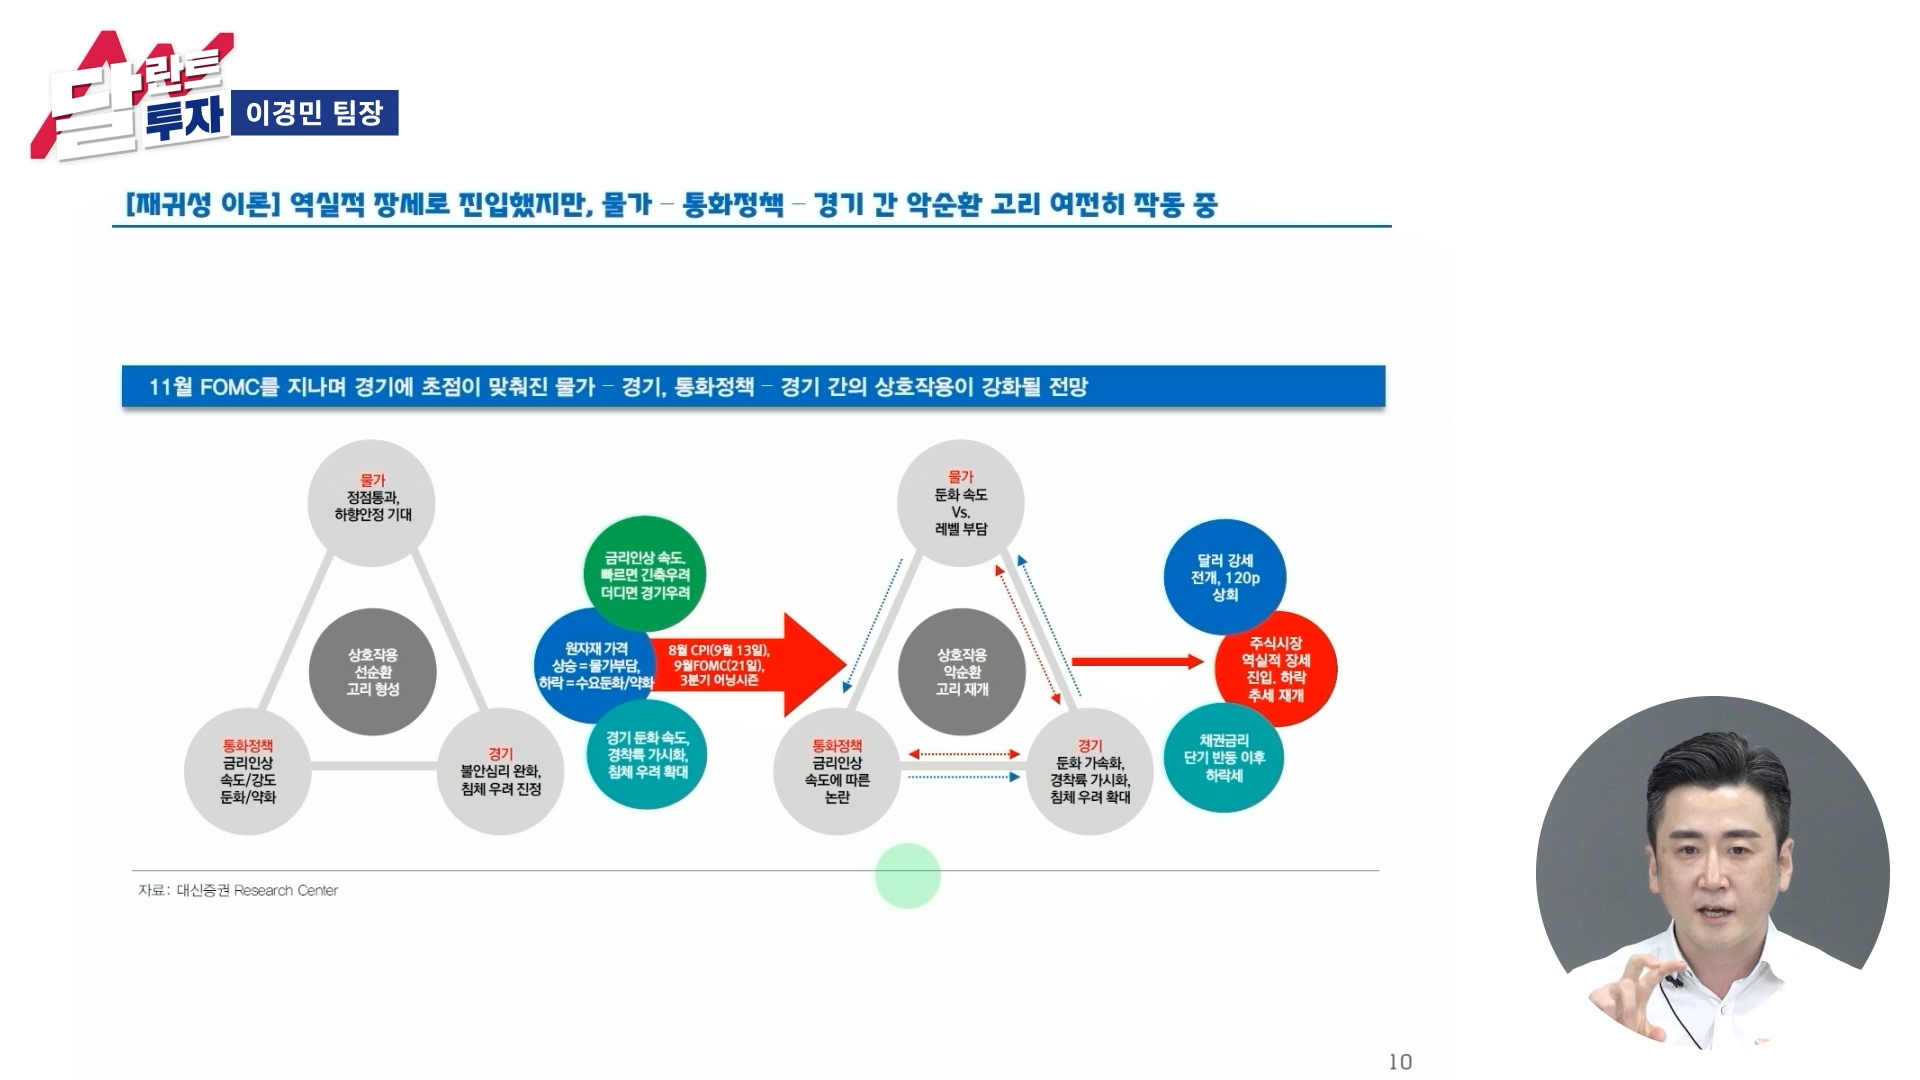 달란트
투자
이경민 팀장
[재귀성 이론] 역실적 장세로 진입했지만, 물가 – 통화정책 – 경기 간 악순환 고리 여전히 작동 중
11월 FOMC를 지나며 경기에 초점이 맞춰진 물가 – 경기, 통화정책 – 경기 간의 상호작용이 강화될 전망
물가
정점통과,
하향안정 기대
상호작용
선순환
고리 형성
통화정책
금리인상
속도/강도
둔화/약화
경기
불안심리 완화,
침체 우려 진정
금리인상 속도.
빠르면 긴축우려
더디면 경기우려
원자재 가격
상승 = 물가부담,
하락 = 수요둔화/약화
경기 둔화 속도,
경착륙 가시화,
침체 우려 확대
8월 CPI(9월 13일),
9월FOMC(21일),
3분기 어닝시즌
물가
둔화 속도
Vs.
레벨 부담
상호작용
악순환
고리 재개
통화정책
금리인상
속도에 따른
논란
경기
둔화 가속화,
경착륙 가시화,
침체 우려 확대
달러 강세
전개, 120p
상회
주식시장
역실적 장세
진입. 하락
추세 재개
채권금리
단기 반등 이후
하락세
자료: 대신증권 Research Center
10